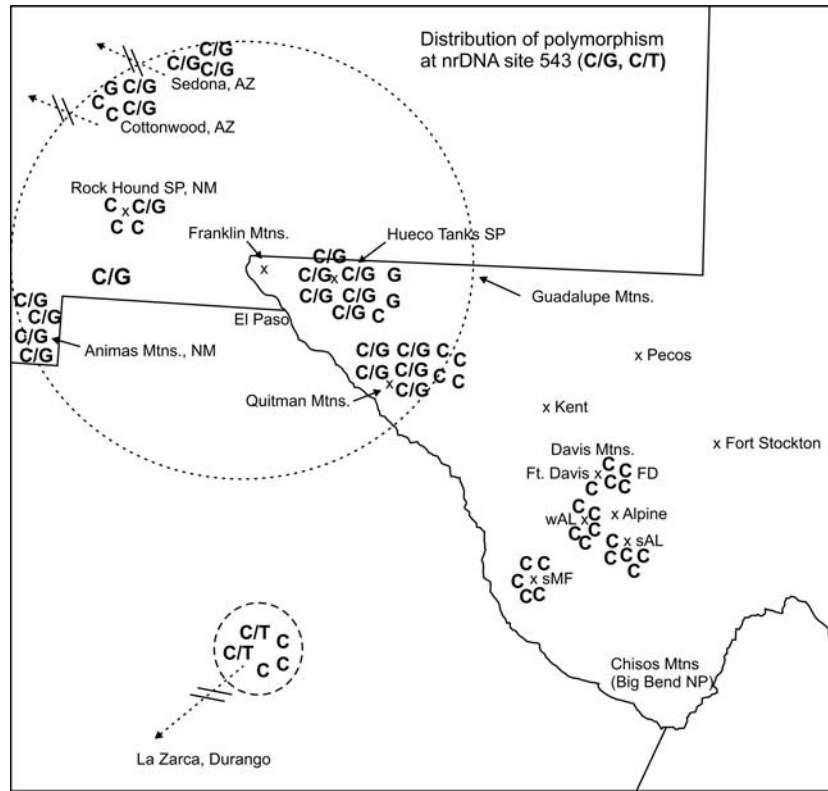 Distribution of polymorphism
at nrDNA site 543 (C/G, C/T)
C/G
C/G C/G
Sedona, AZ
G C/G
C C/G
C
Cottonwood, AZ
Rock Hound SP, NM
C x C/G
C C
C/G
Franklin Mtns.
x
Hueco Tanks SP
C/G
C/G x C/G G
C/G C/G G
C/G C
Guadalupe Mtns.
El Paso
C/G
C/G
C/G
C/G
Animas Mtns., NM
C/G C/G C C
C/G C/G C C
x C/G
Quitman Mtns.
x Pecos
x Kent
x Fort Stockton
Davis Mtns.
C
Ft. Davis x C FD
C C C
C
wAL x C x Alpine
C C
C x sAL
C C C
C
C C
C x sMF
C C
C/T C
C/T C
C
Chisos Mtns
(Big Bend NP)
La Zarca, Durango